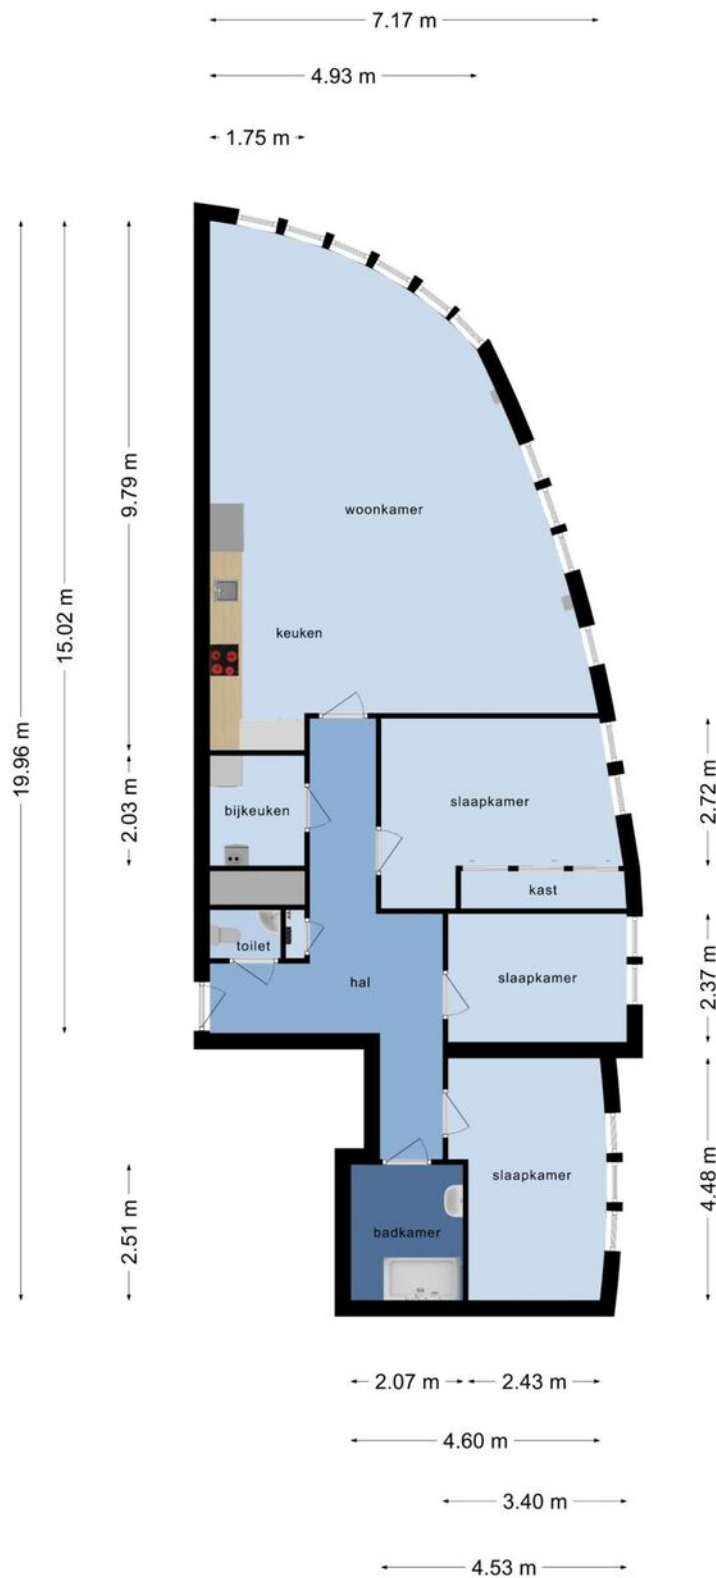 7.17 m
4.93 m
1.75 m
9.79 m
15.02 m
19.96 m
woonkamer
keuken
2.03 m
bijkeuken
slaapkamer
2.72 m
kast
toilet
hal
slaapkamer
2.37 m
slaapkamer
4.48 m
badkamer
2.51 m
2.07 m
2.43 m
4.60 m
3.40 m
4.53 m